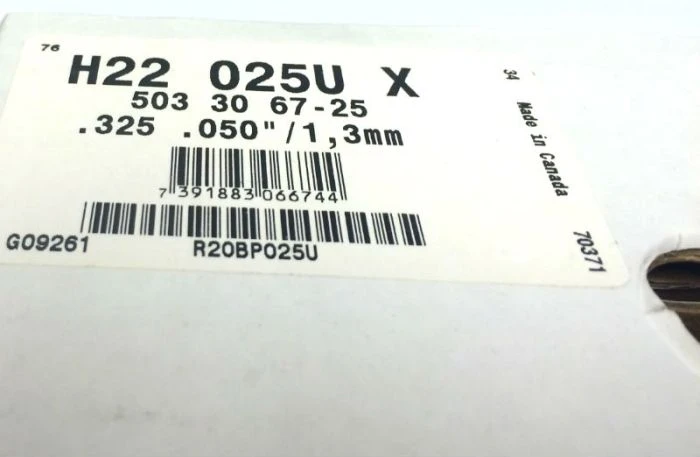 76
H22 025U X
503 30 67-25
.325 .050"/1,3mm
7 391883 066744
G09261
R20BP025U
34 Made in Canada 70371